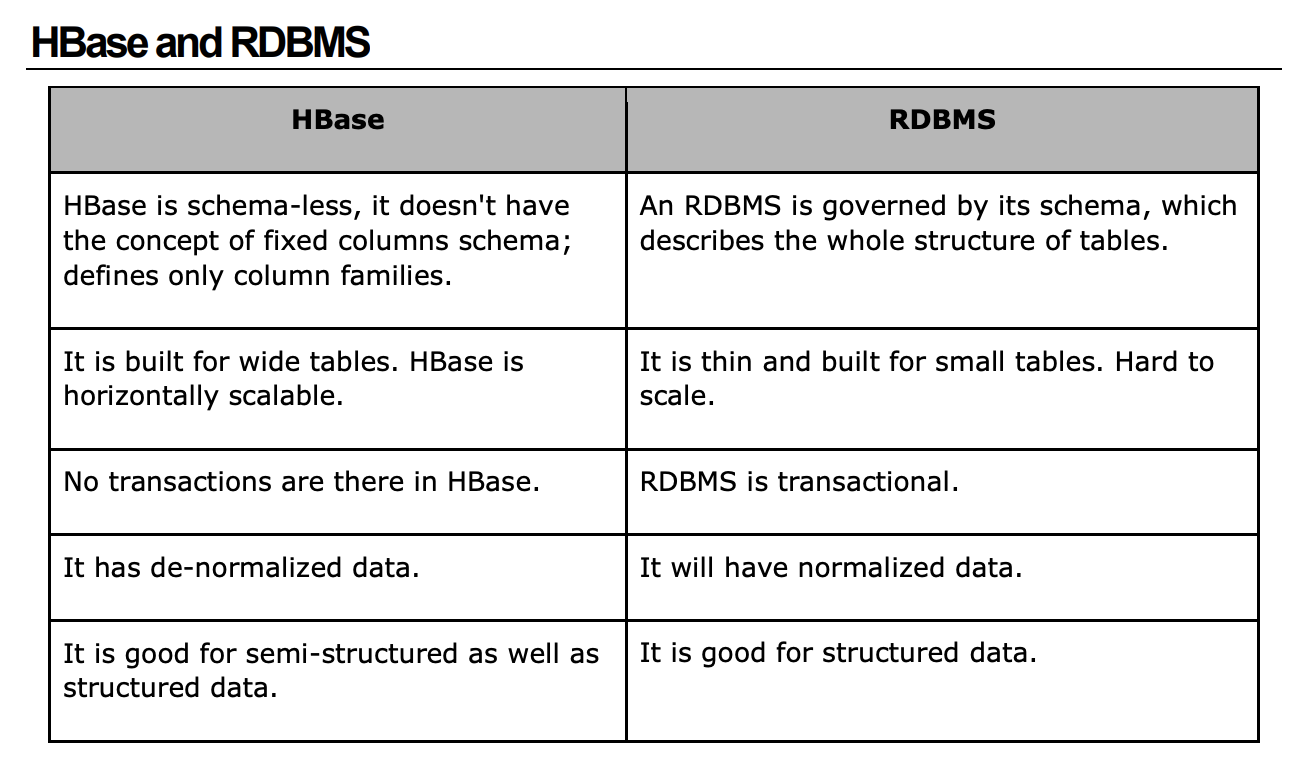 HBase and RDBMS
HBase
RDBMS
HBase is schema-less, it doesn't have
the concept of fixed columns schema;
defines only column families.
An RDBMS is governed by its schema, which
describes the whole structure of tables.
It is built for wide tables. HBase is
horizontally scalable.
It is thin and built for small tables. Hard to
scale.
No transactions are there in HBase.
RDBMS is transactional.
It has de-normalized data.
It will have normalized data.
It is good for semi-structured as well as
structured data.
It is good for structured data.